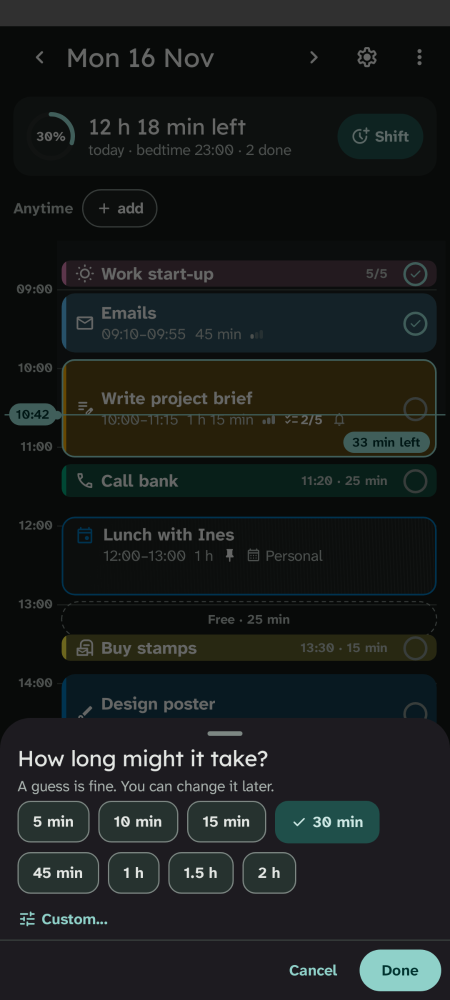 Mon 16 Nov
30%
12 h 18 min left
today · bedtime 23:00 · 2 done
Shift
Anytime
+ add
Work start-up
5/5
09:00
Emails
09:10–09:55 45 min
10:00
Write project brief
10:00–11:15 1 h 15 min 2/5
10:42
33 min left
11:00
Call bank
11:20 · 25 min
12:00
Lunch with Ines
12:00–13:00 1 h Personal
13:00
Free · 25 min
Buy stamps
13:30 · 15 min
14:00
Design poster
How long might it take?
A guess is fine. You can change it later.
5 min
10 min
15 min
30 min
45 min
1 h
1.5 h
2 h
Custom...
Cancel
Done